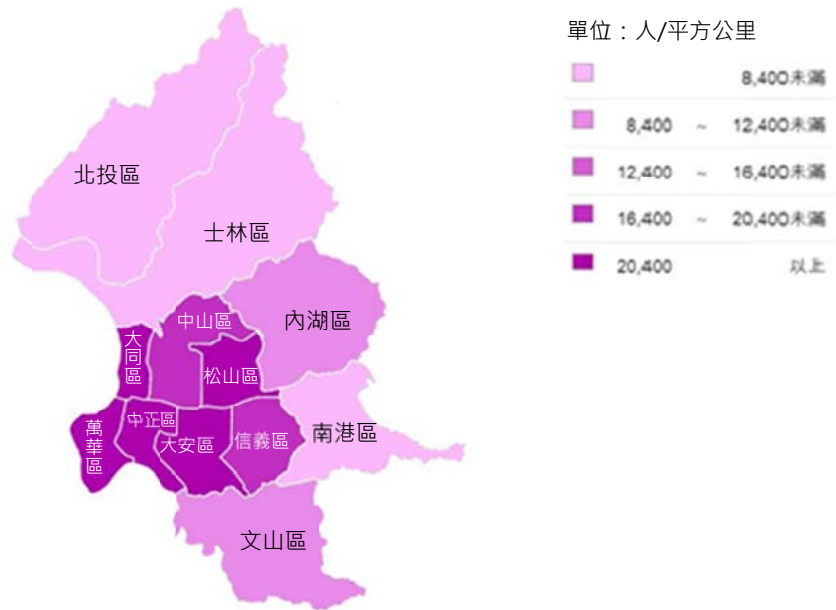 單位：人/平方公里
8,400未滿
8,400 ~ 12,400未滿
12,400 ~ 16,400未滿
16,400 ~ 20,400未滿
20,400 以上
北投區
士林區
內湖區
中山區
大同區
松山區
南港區
中正區
大安區
信義區
萬華區
文山區